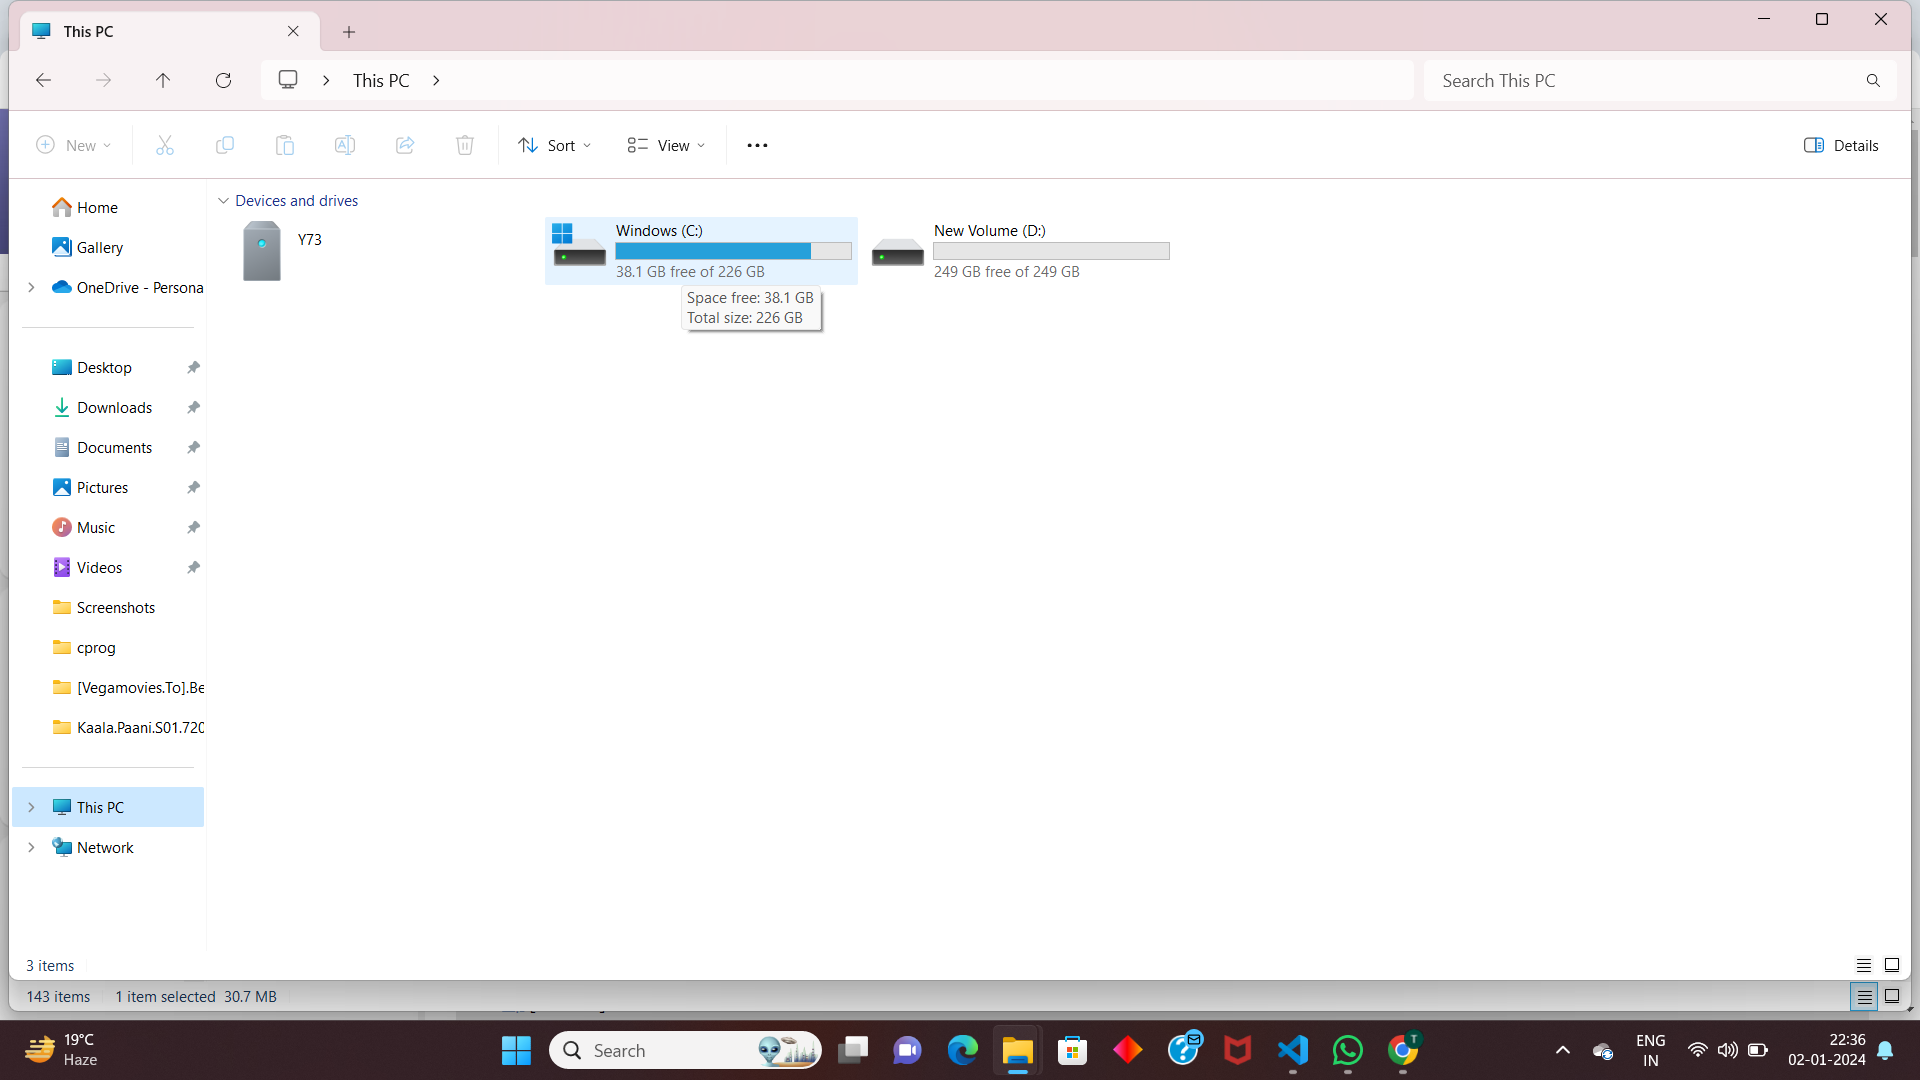 This PC
This PC
Search This PC
New
Sort
View
Details
Home
Gallery
OneDrive - Persona
Desktop
Downloads
Documents
Pictures
Music
Videos
Screenshots
cprog
[Vegamovies.To].Be
Kaala.Paani.S01.720
This PC
Network
Devices and drives
Y73
Windows (C:)
38.1 GB free of 226 GB
Space free: 38.1 GB
Total size: 226 GB
New Volume (D:)
249 GB free of 249 GB
3 items
143 items 1 item selected 30.7 MB
19°C
Haze
Search
T
ENG
IN
22:36
02-01-2024